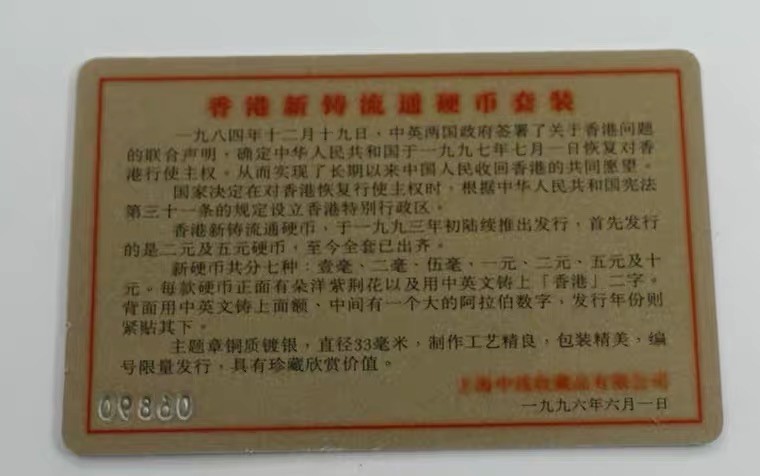 香港新铸流通硬币套装
一九八四年十二月十九日，中英两国政府签署了关于香港问题
的联合声明，确定中华人民共和国于一九九七年七月一日恢复对香
港行使主权。从而实现了长期以来中国人民收回香港的共同愿望。
国家决定在对香港恢复行使主权时，根据中华人民共和国宪法
第三十一条的规定设立香港特别行政区。
香港新铸流通硬币，于一九九三年初陆续推出发行，首先发行
的是二元及五元硬币，至今全套已出齐。
新硬币共分七种：壹毫、二毫、伍毫、一元、二元、五元及十
元。每款硬币正面有朵洋紫荆花以及用中英文铸上「香港」二字。
背面用中英文铸上面额、中间有一个大的阿拉伯数字，发行年份则
紧贴其下。
主题章铜质镀银，直径33毫米，制作工艺精良，包装精美，编
号限量发行，具有珍藏欣赏价值。
收藏品有限公司
一九九六年六月一日